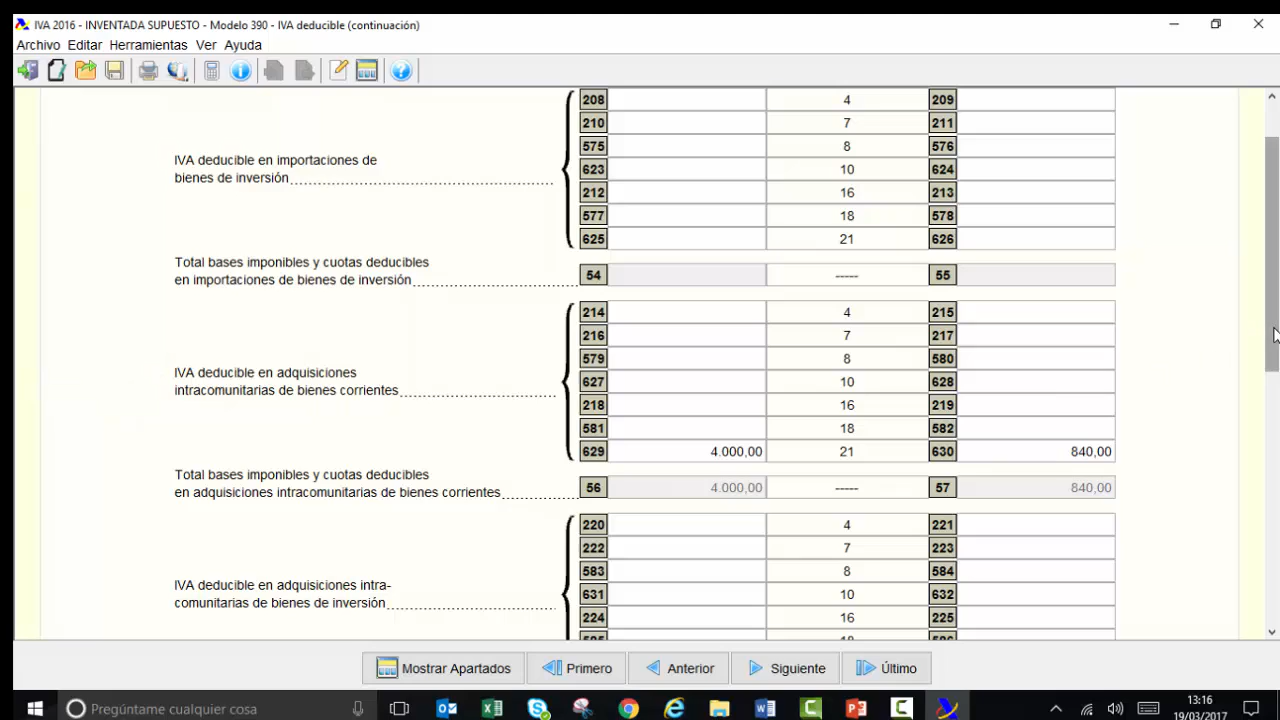 IVA 2016 - INVENTADA SUPUESTO - Modelo 390 - IVA deducible (continuación)
Archivo Editar Herramientas Ver Ayuda
208 4 209
210 7 211
575 8 576
IVA deducible en importaciones de
bienes de inversión
623 10 624
212 16 213
577 18 578
625 21 626
Total bases imponibles y cuotas deducibles
en importaciones de bienes de inversión
54 ----- 55
214 4 215
216 7 217
579 8 580
IVA deducible en adquisiciones
intracomunitarias de bienes corrientes
627 10 628
218 16 219
581 18 582
629 4.000,00 21 630 840,00
Total bases imponibles y cuotas deducibles
en adquisiciones intracomunitarias de bienes corrientes
56 4.000,00 ----- 57 840,00
220 4 221
222 7 223
583 8 584
IVA deducible en adquisiciones intra-
comunitarias de bienes de inversión
631 10 632
224 16 225
Mostrar Apartados Primero Anterior Siguiente Último
Pregúntame cualquier cosa
13:16
19/03/2017